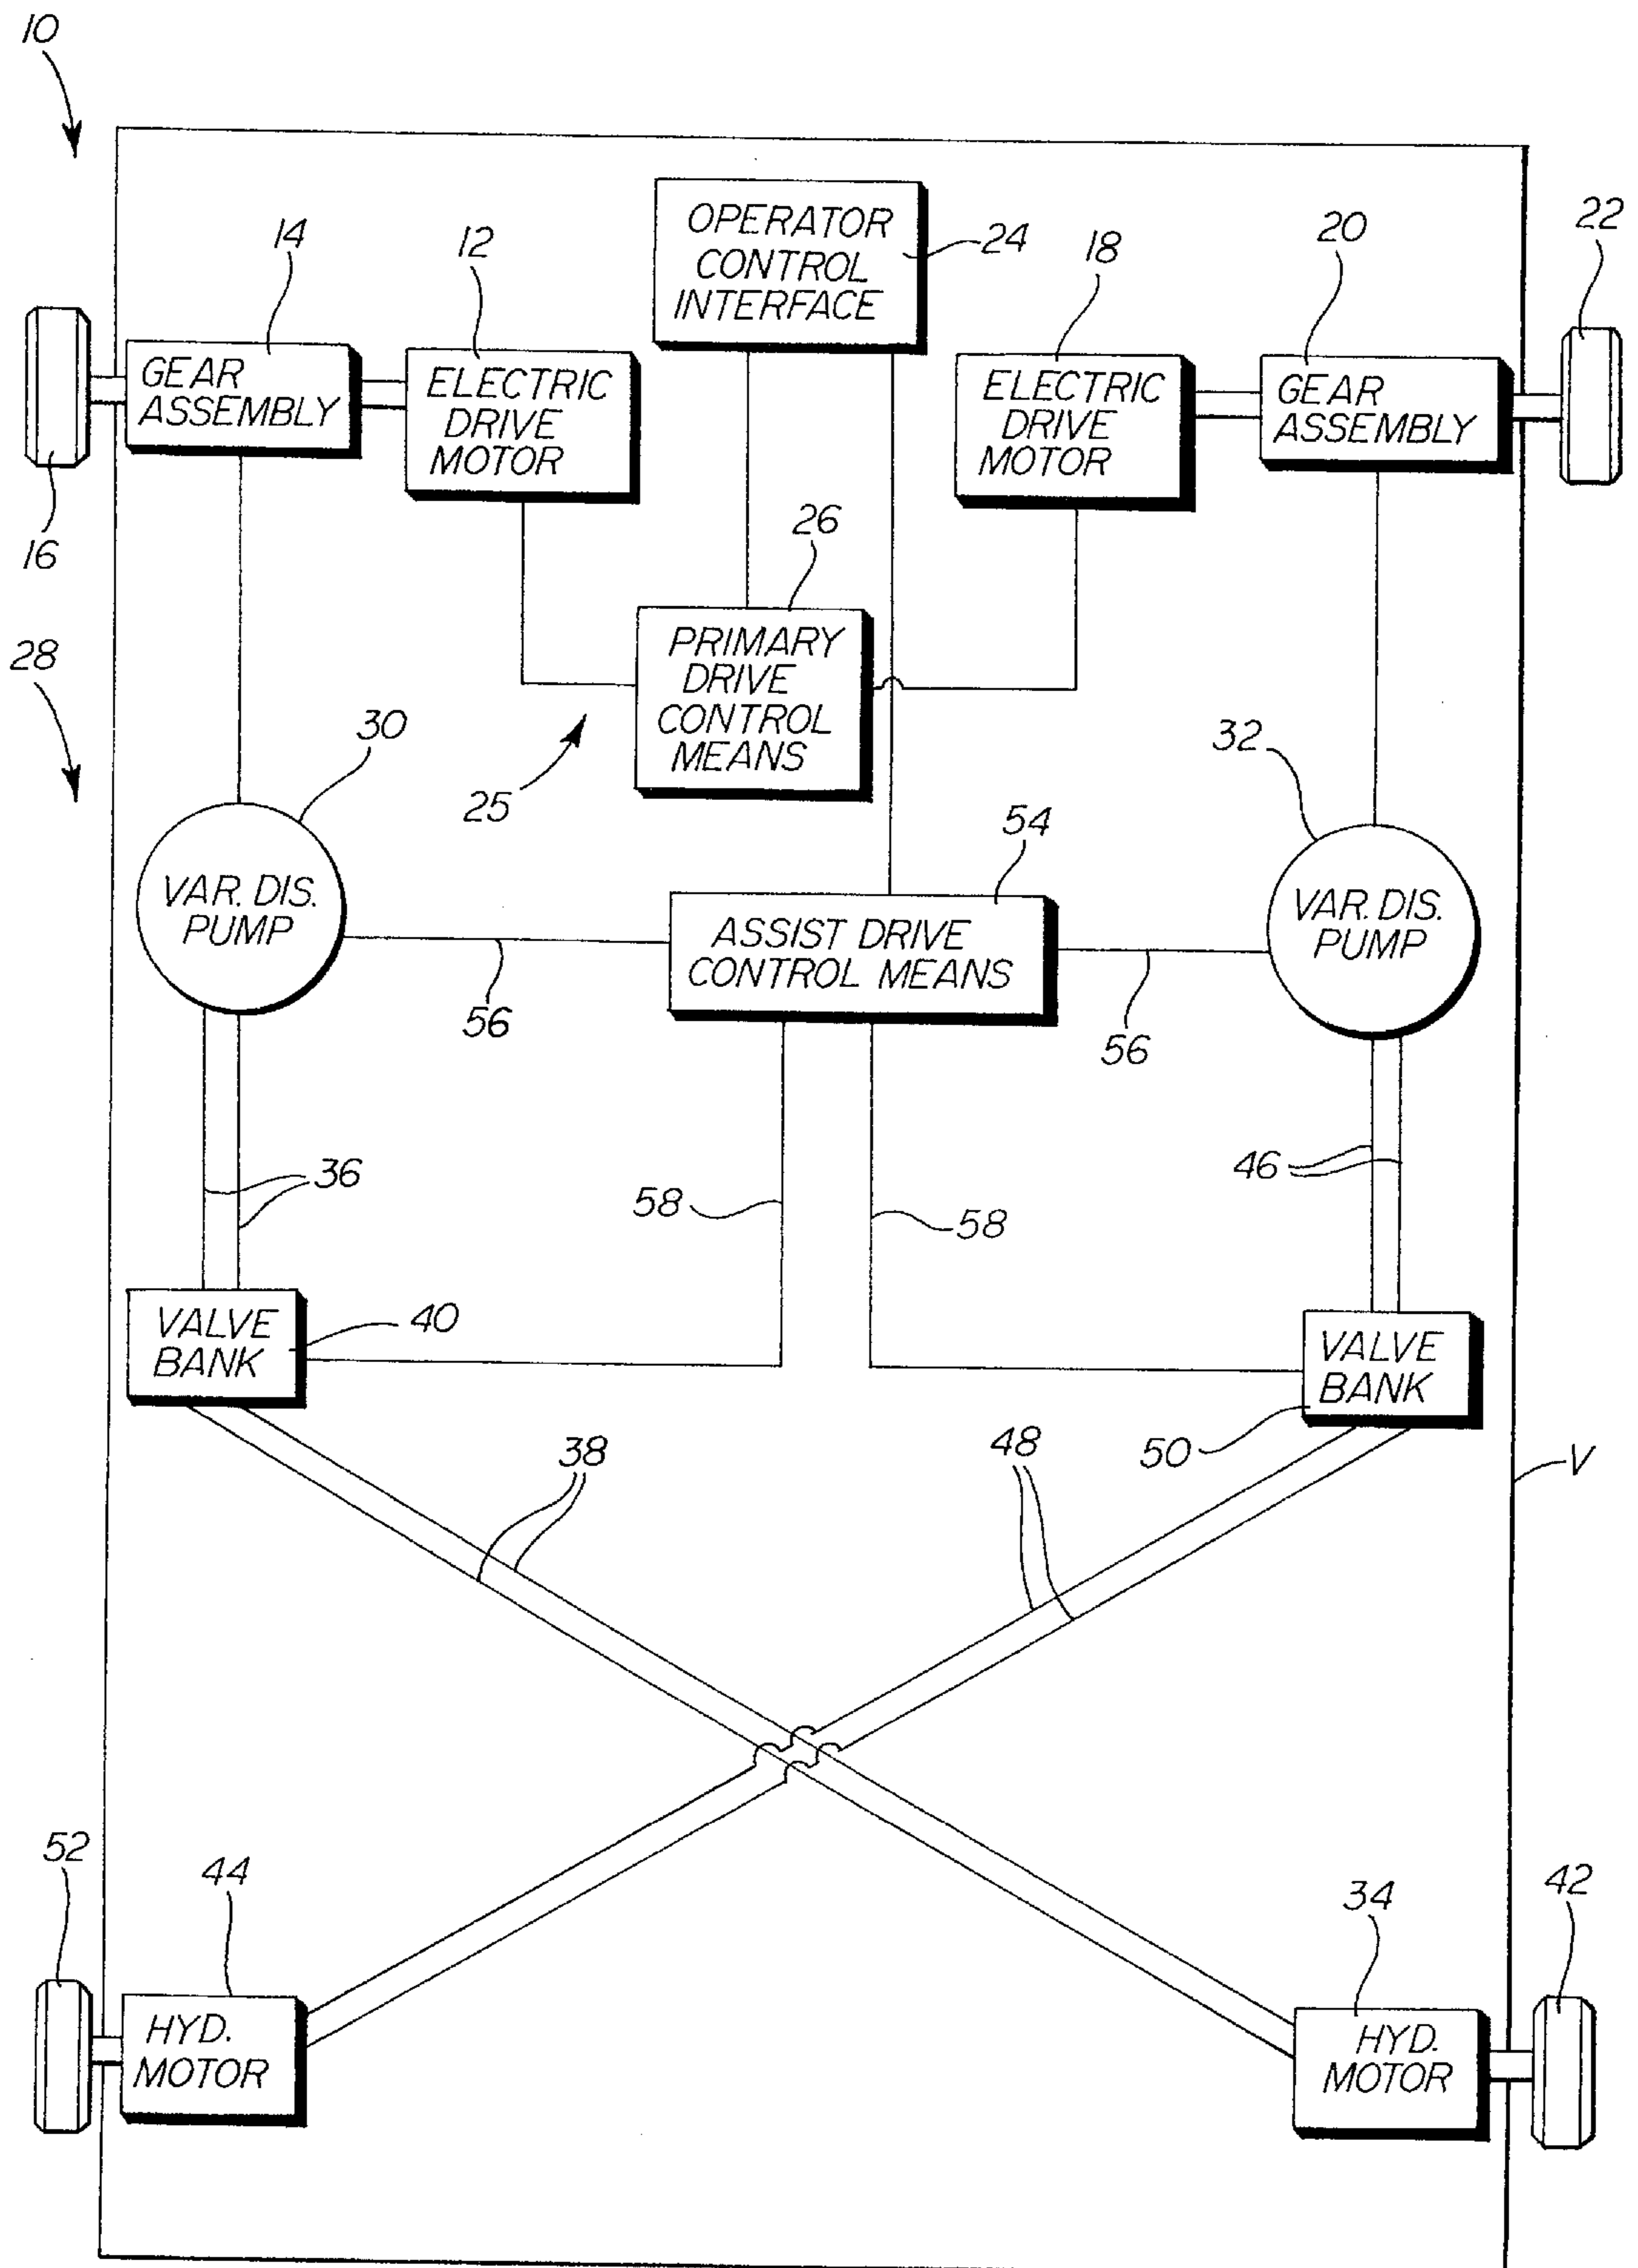 10
14
12
OPERATOR
CONTROL
INTERFACE
24
18
20
22
GEAR
ASSEMBLY
ELECTRIC
DRIVE
MOTOR
ELECTRIC
DRIVE
MOTOR
GEAR
ASSEMBLY
16
26
28
PRIMARY
DRIVE
CONTROL
MEANS
25
30
32
54
VAR. DIS.
PUMP
ASSIST DRIVE
CONTROL MEANS
VAR. DIS.
PUMP
56
56
36
58
58
46
VALVE
BANK
40
VALVE
BANK
50
38
48
V
52
44
34
42
HYD.
MOTOR
HYD.
MOTOR